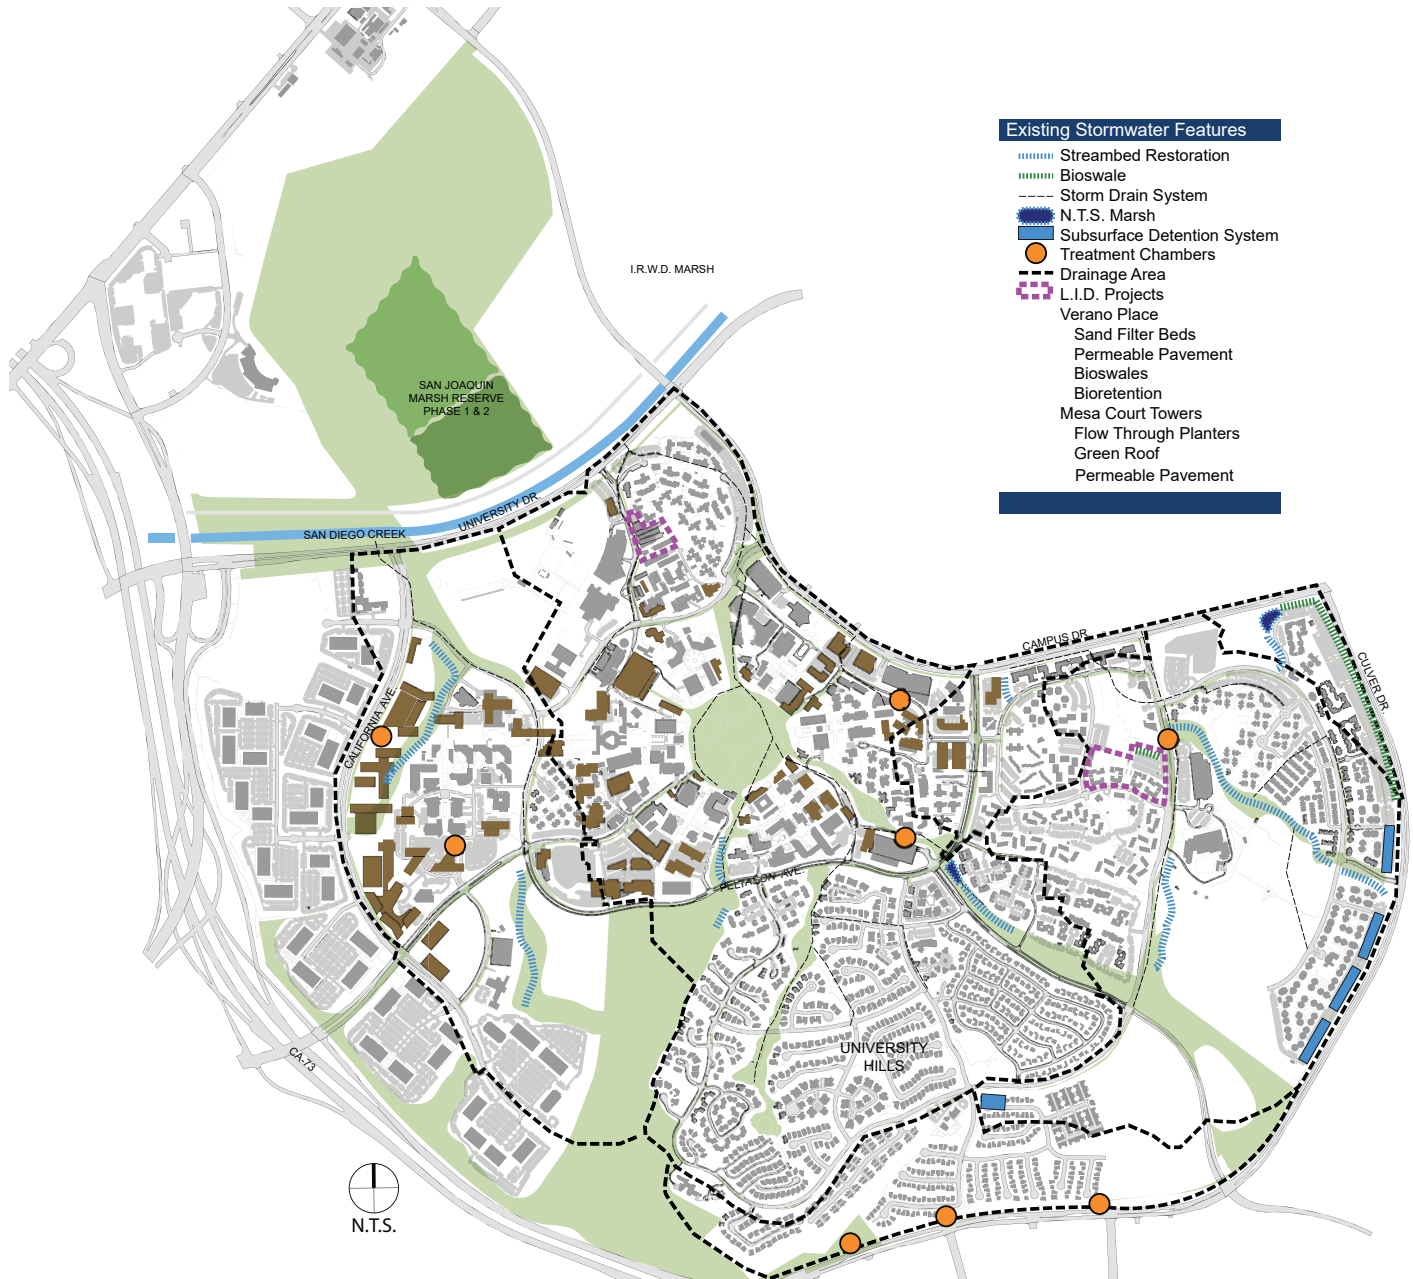 Existing Stormwater Features
Streambed Restoration
Bioswale
Storm Drain System
N.T.S. Marsh
Subsurface Detention System
Treatment Chambers
Drainage Area
L.I.D. Projects
Verano Place
Sand Filter Beds
Permeable Pavement
Bioswales
Bioretention
Mesa Court Towers
Flow Through Planters
Green Roof
Permeable Pavement
I.R.W.D. MARSH
SAN JOAQUIN
MARSH RESERVE
PHASE 1 & 2
UNIVERSITY DR.
SAN DIEGO CREEK
CAMPUS DR.
CULVER DR.
CALIFORNIA AVE.
PELTASON AVE.
UNIVERSITY
HILLS
CA-73
N.T.S.